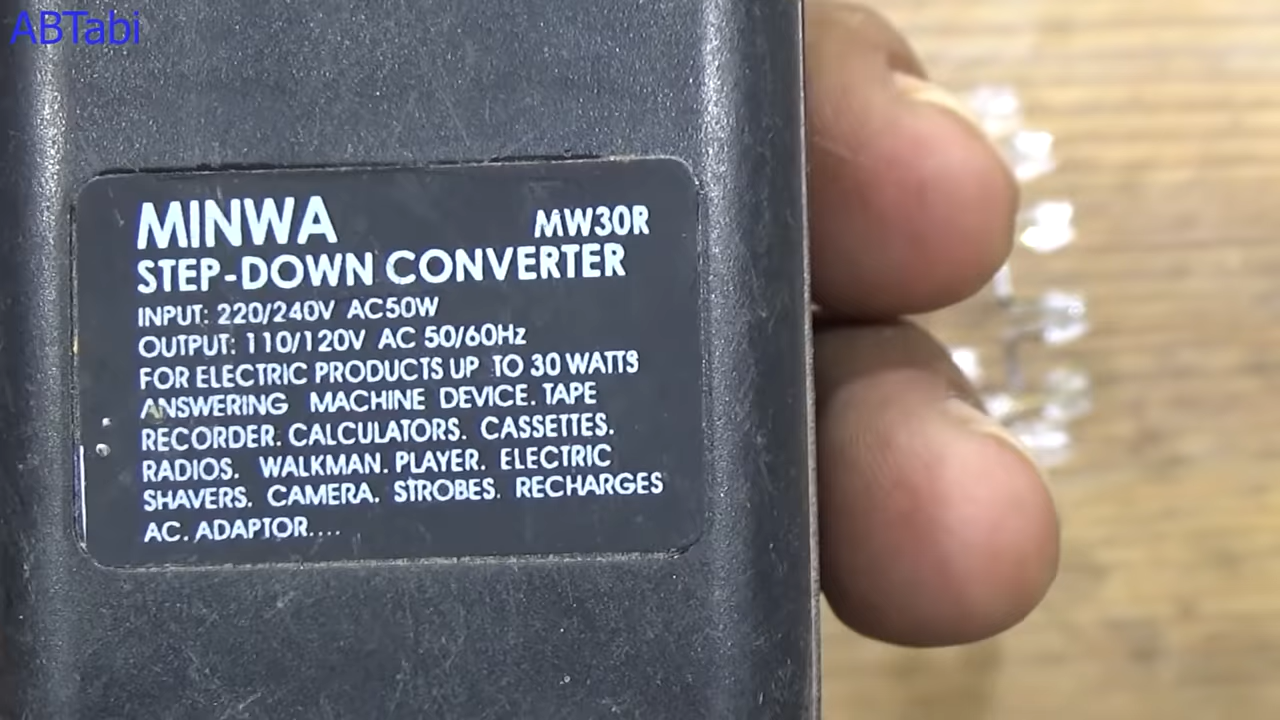 ABTabi
MINWA MW30R
STEP-DOWN CONVERTER
INPUT: 220/240V AC50W
OUTPUT: 110/120V AC 50/60Hz
FOR ELECTRIC PRODUCTS UP TO 30 WATTS
ANSWERING MACHINE DEVICE. TAPE
RECORDER. CALCULATORS. CASSETTES.
RADIOS. WALKMAN. PLAYER. ELECTRIC
SHAVERS. CAMERA. STROBES. RECHARGES
AC. ADAPTOR....